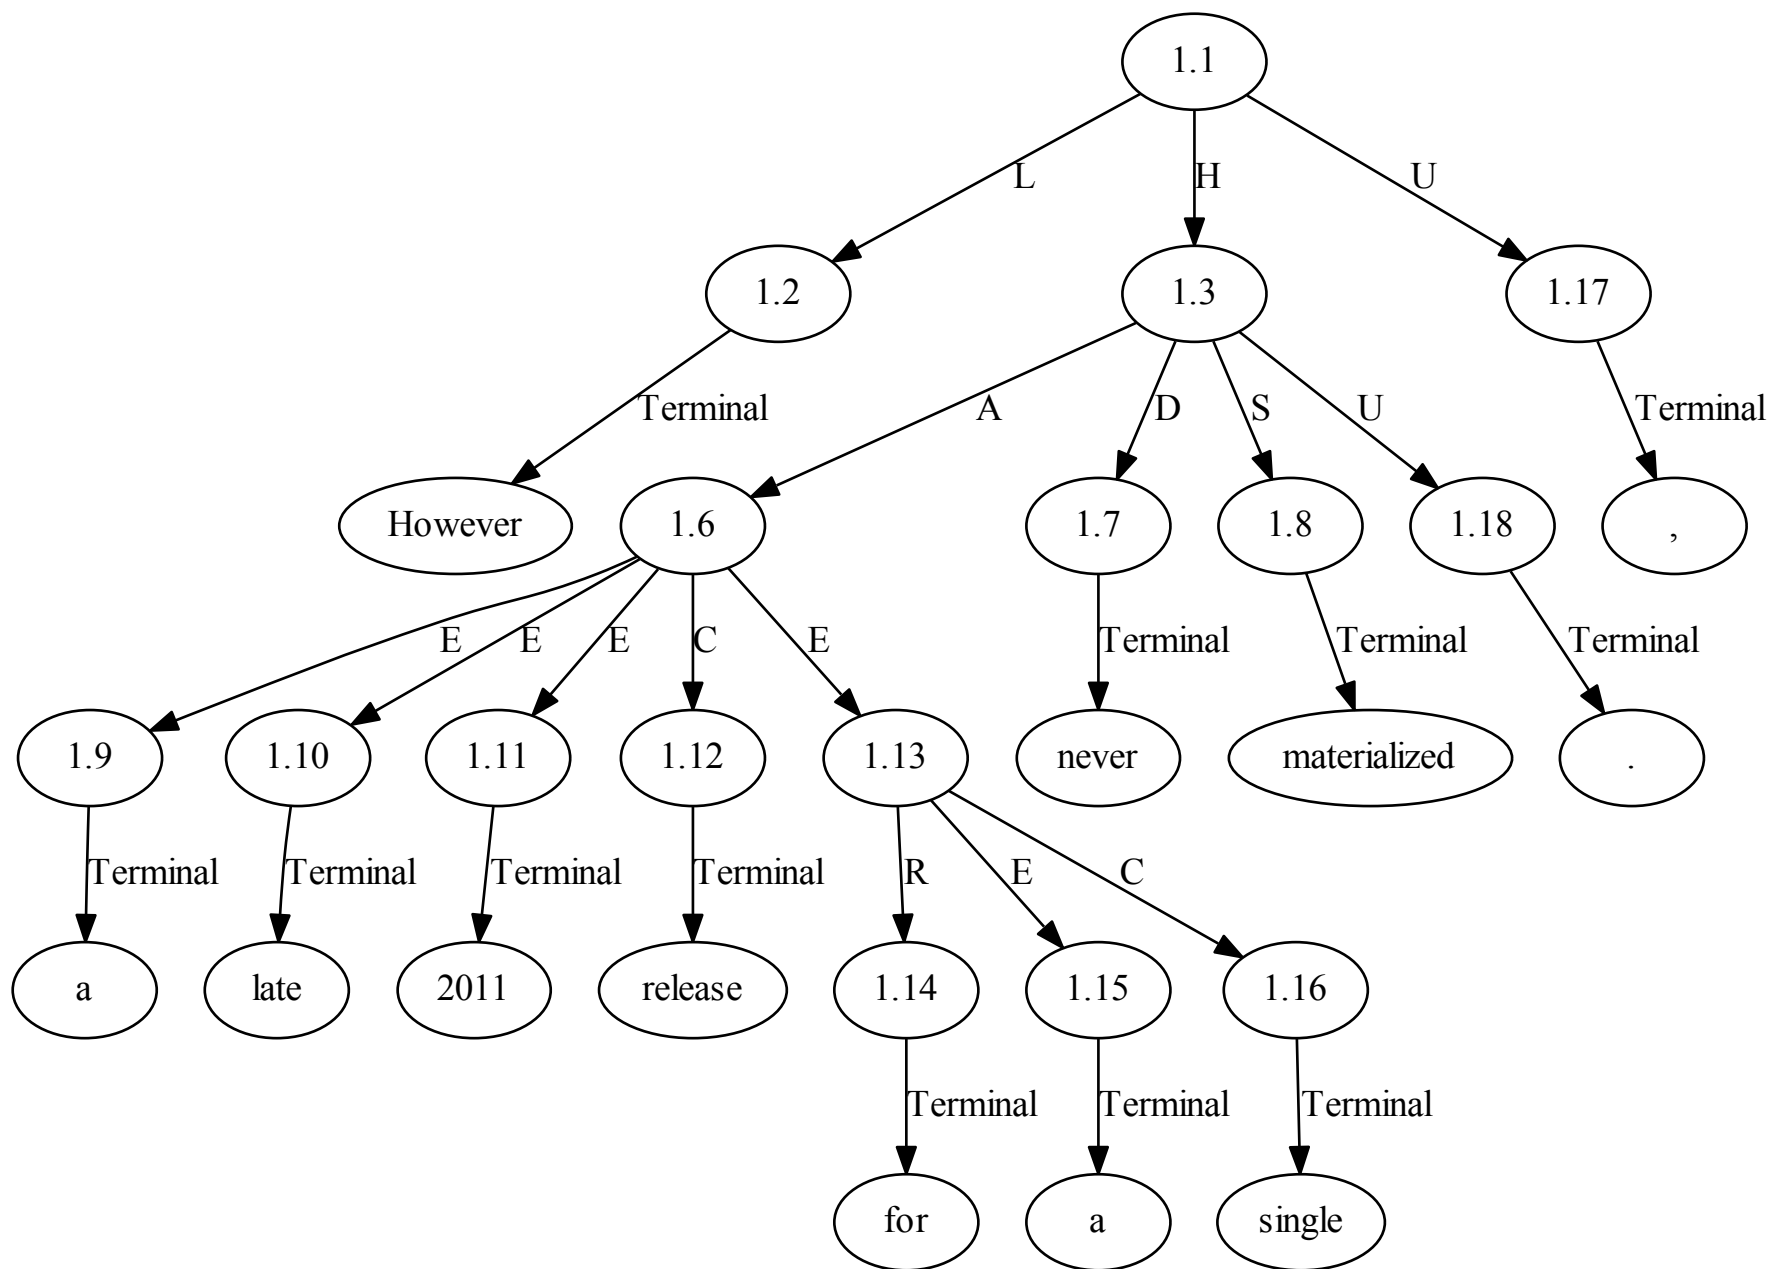 1.1
L H U
1.2 1.3 1.17
Terminal A D S U Terminal
However 1.6 1.7 1.8 1.18 ,
E E E C E Terminal Terminal Terminal
1.9 1.10 1.11 1.12 1.13 never materialized .
Terminal Terminal Terminal Terminal R E C
a late 2011 release 1.14 1.15 1.16
Terminal Terminal Terminal
for a single